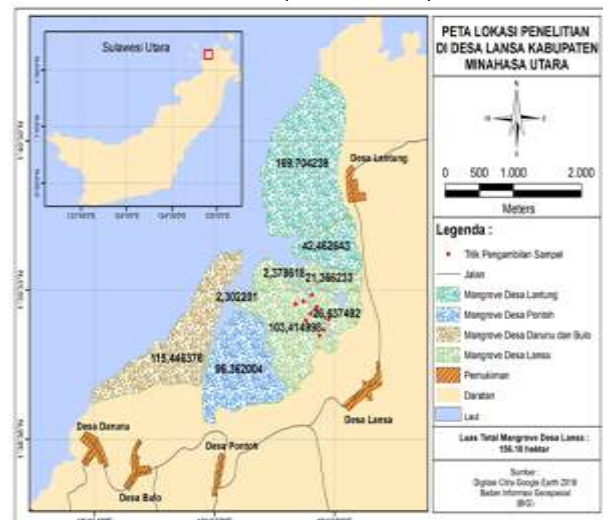 PETA LOKASI PENELITIAN
DI DESA LANSA KABUPATEN
MINAHASA UTARA
Sulawesi Utara
Desa Lantung
169,704238
42,462643
2,378618
21,366233
2,302281
26,637492
103,414898
115,446376
96,362004
Desa Lansa
Desa Darunu
Desa Pontoh
Desa Bulo
0 500 1.000 2.000
Meters
Legenda :
Titik Pengambilan Sampel
Jalan
Mangrove Desa Lantung
Mangrove Desa Pontoh
Mangrove Desa Darunu dan Bulo
Mangrove Desa Lansa
Pemukiman
Daratan
Laut
Luas Total Mangrove Desa Lansa :
156.18 hektar
Sumber :
Digitasi Citra Google Earth 2018
Badan Informasi Geospasial
(BIG)